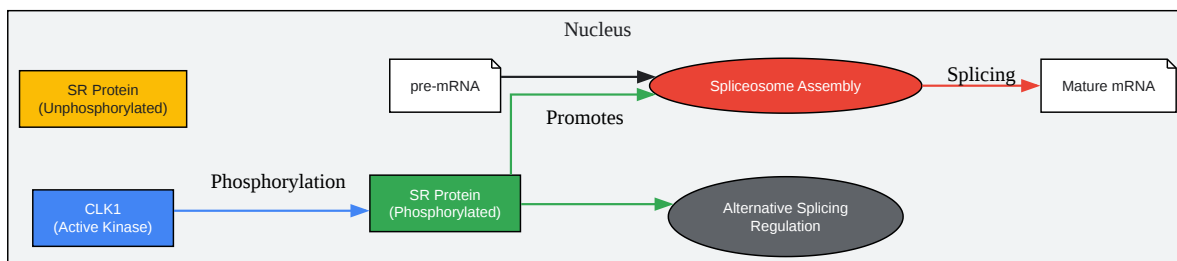 Nucleus
SR Protein
(Unphosphorylated)
pre-mRNA
Spliceosome Assembly
Splicing
Mature mRNA
Promotes
Phosphorylation
CLK1
(Active Kinase)
SR Protein
(Phosphorylated)
Alternative Splicing
Regulation